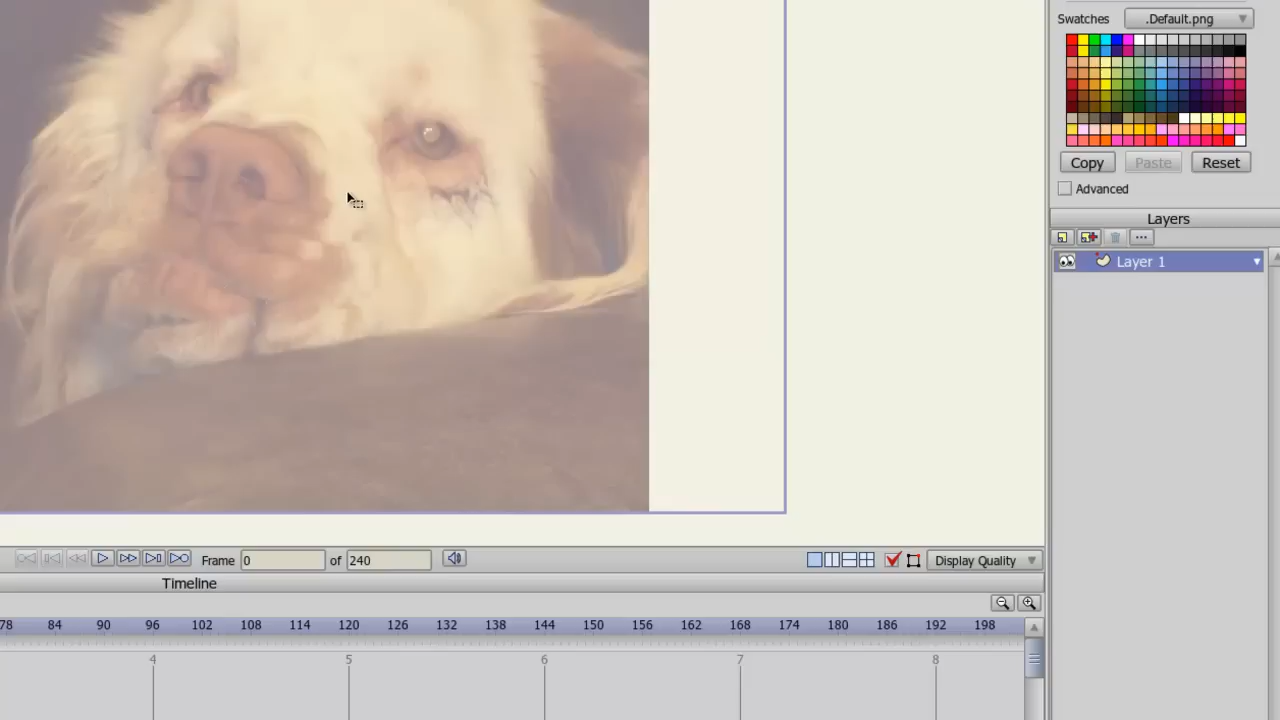 Swatches .Default.png
Copy Paste Reset
Advanced
Layers
Layer 1
Frame 0 of 240 Display Quality
Timeline
78 84 90 96 102 108 114 120 126 132 138 144 150 156 162 168 174 180 186 192 198
4 5 6 7 8